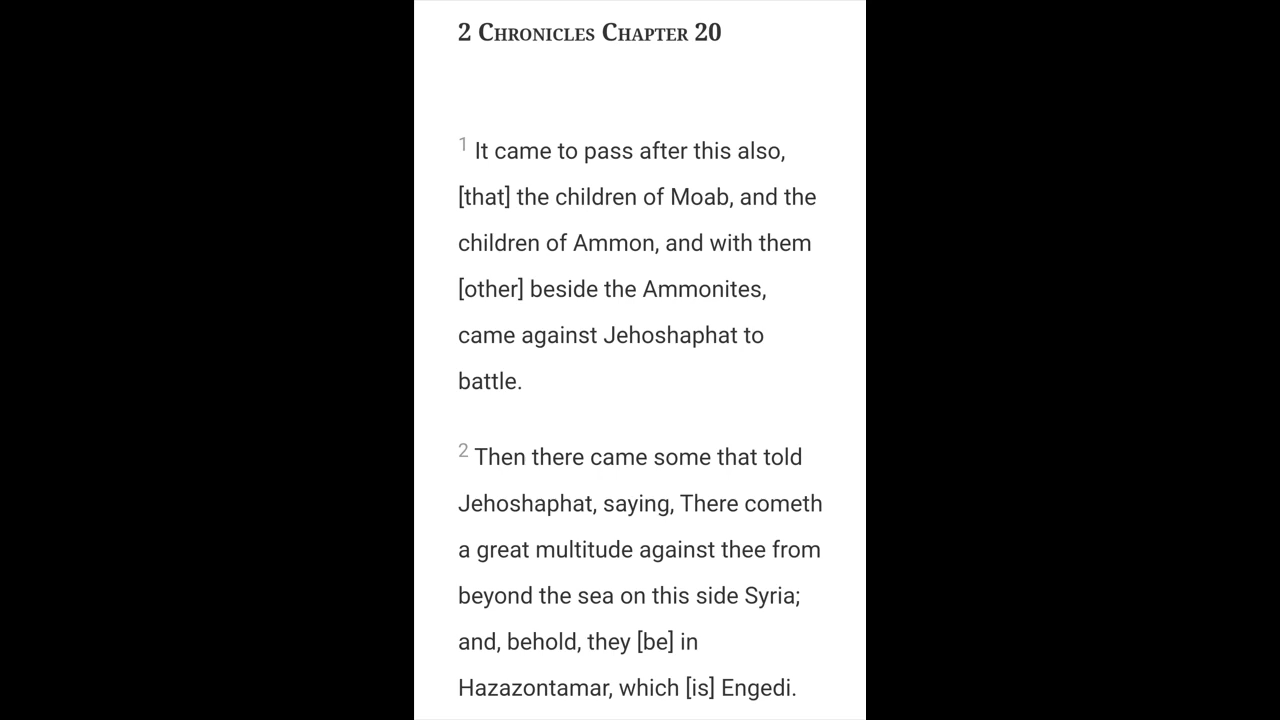 2 Chronicles Chapter 20
1 It came to pass after this also,
[that] the children of Moab, and the
children of Ammon, and with them
[other] beside the Ammonites,
came against Jehoshaphat to
battle.
2 Then there came some that told
Jehoshaphat, saying, There cometh
a great multitude against thee from
beyond the sea on this side Syria;
and, behold, they [be] in
Hazazontamar, which [is] Engedi.